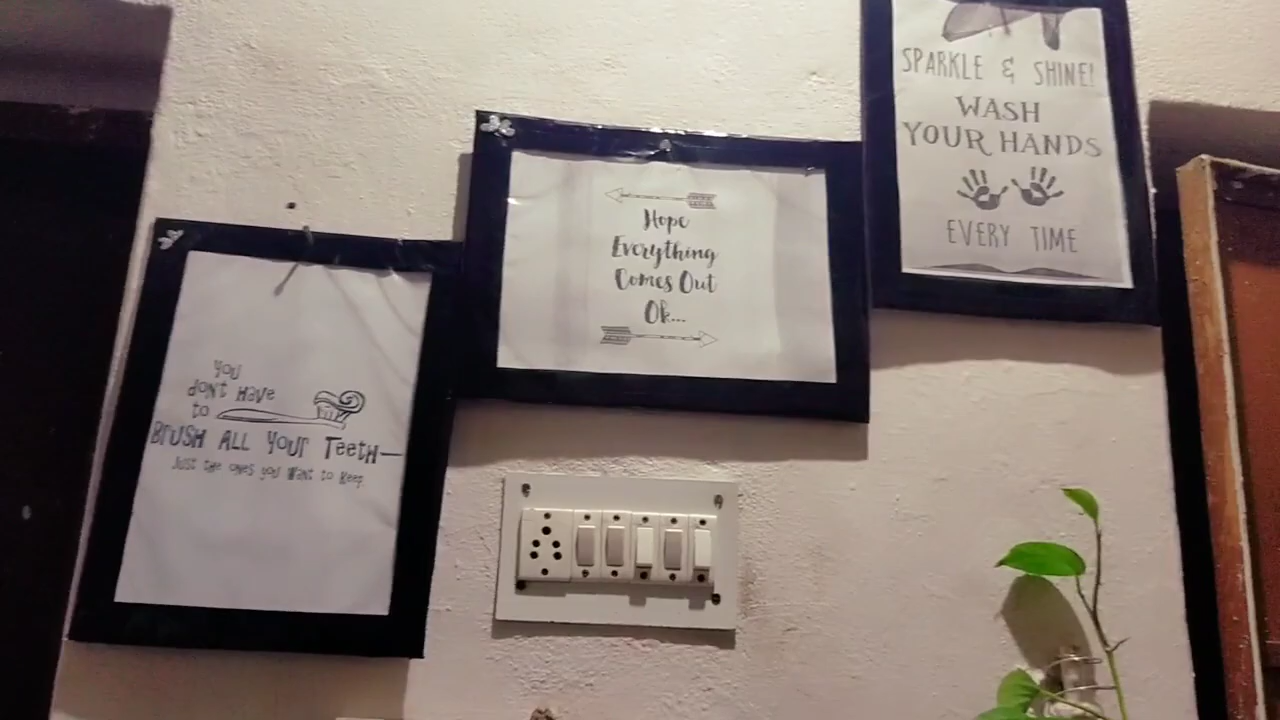 You
don't Have
to
Brush ALL Your Teeth—
Just the ones you Want to Keep
Hope
Everything
Comes Out
Ok...
SPARKLE & SHINE!
WASH
YOUR HANDS
EVERY TIME